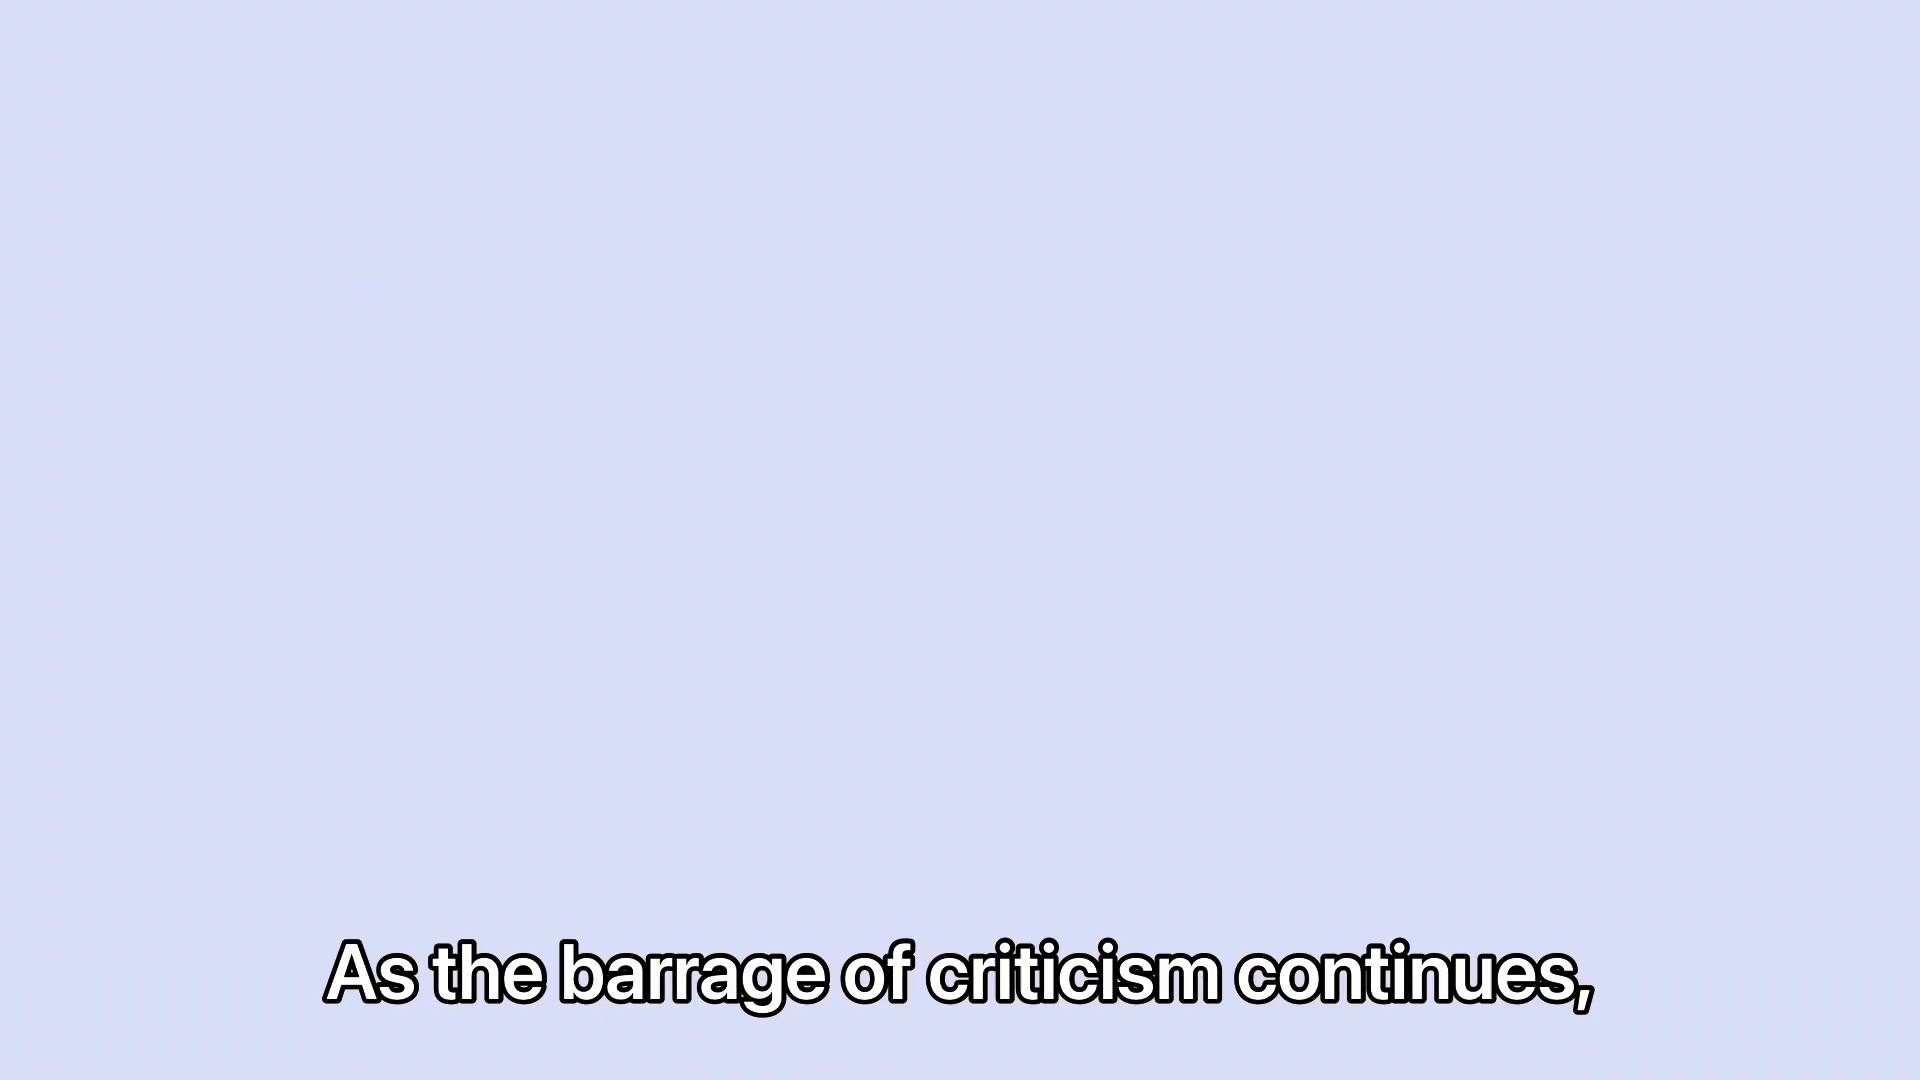 As the barrage of criticism continues,